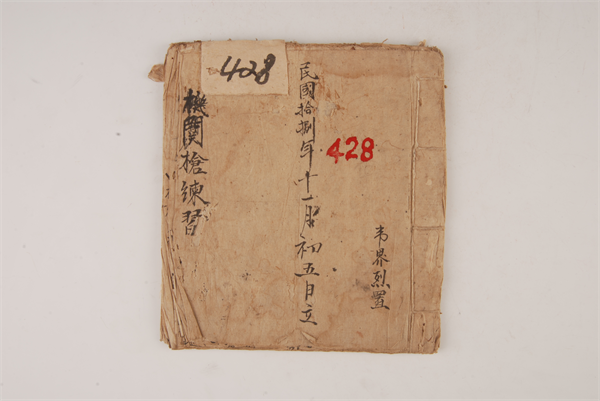 428
民國拾捌年十一月初五日立
428
韦界烈置
機關槍練習